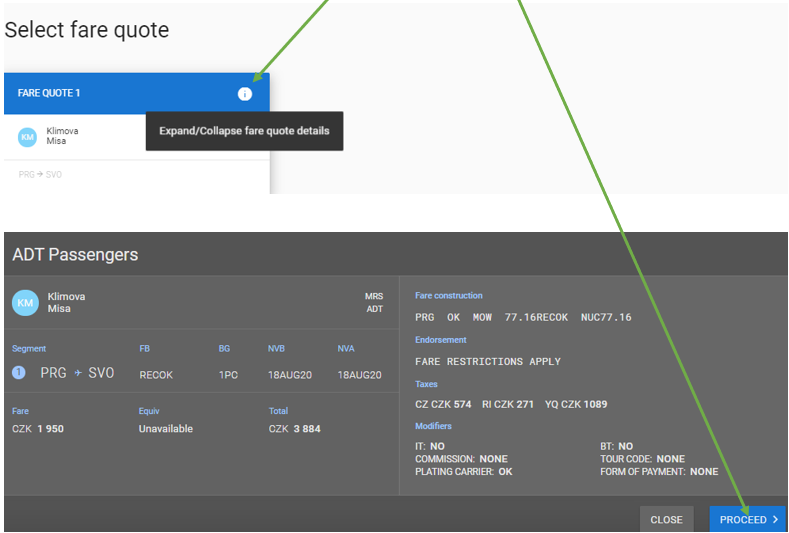 Select fare quote
FARE QUOTE 1
i
KM Klimova
Misa
Expand/Collapse fare quote details
PRG → SVO
ADT Passengers
KM Klimova MRS
Misa ADT
Segment FB BG NVB NVA
1 PRG → SVO RECOK 1PC 18AUG20 18AUG20
Fare Equiv Total
CZK 1 950 Unavailable CZK 3 884
Fare construction
PRG OK MOW 77.16RECOK NUC77.16
Endorsement
FARE RESTRICTIONS APPLY
Taxes
CZ CZK 574 RI CZK 271 YQ CZK 1089
Modifiers
IT: NO BT: NO
COMMISSION: NONE TOUR CODE: NONE
PLATING CARRIER: OK FORM OF PAYMENT: NONE
CLOSE PROCEED >